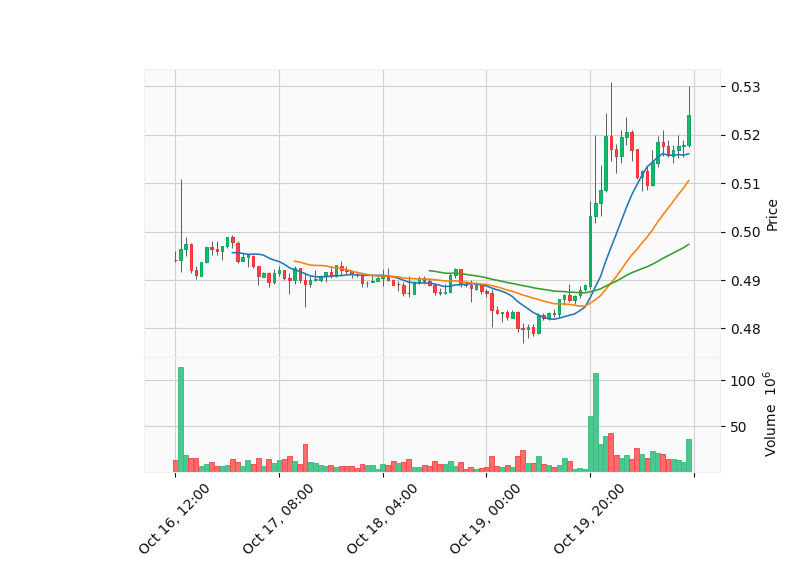 0.53
0.52
0.51
0.50
0.49
0.48
Price
100
50
Volume 10^6
Oct 16, 12:00
Oct 17, 08:00
Oct 18, 04:00
Oct 19, 00:00
Oct 19, 20:00